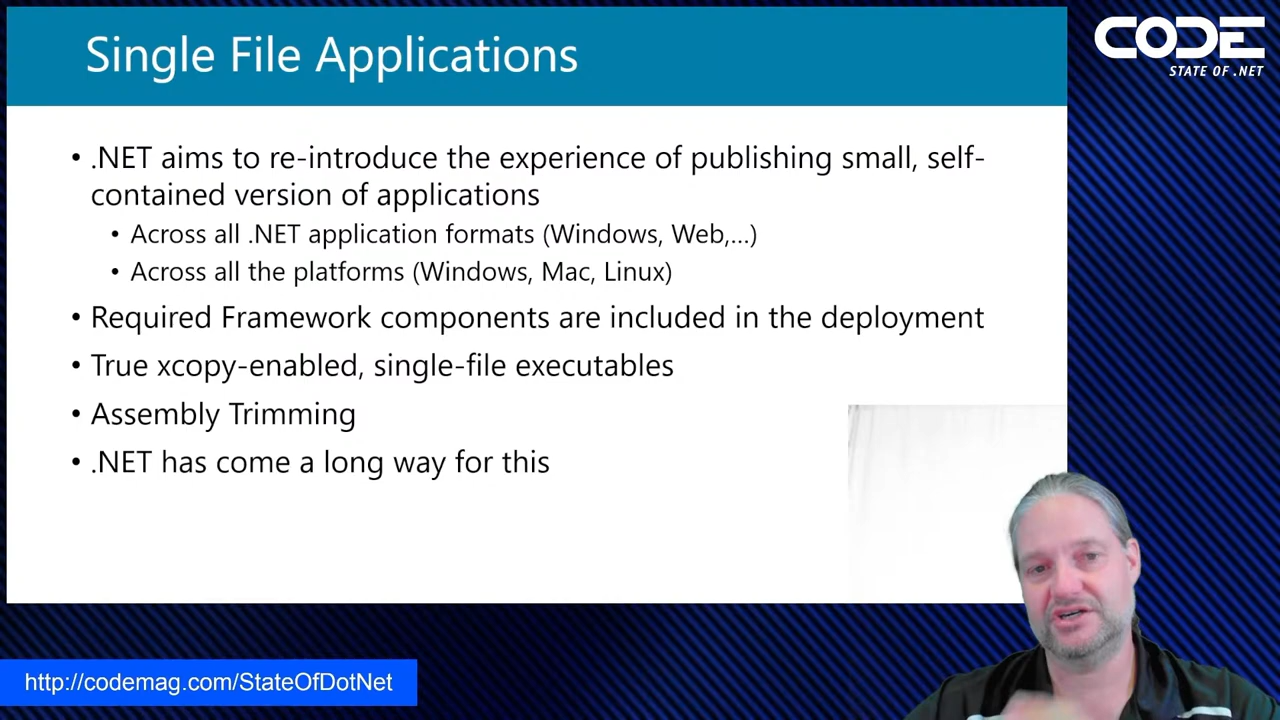 Single File Applications
CODE
STATE OF .NET
• .NET aims to re-introduce the experience of publishing small, self-
contained version of applications
• Across all .NET application formats (Windows, Web,...)
• Across all the platforms (Windows, Mac, Linux)
• Required Framework components are included in the deployment
• True xcopy-enabled, single-file executables
• Assembly Trimming
• .NET has come a long way for this
http://codemag.com/StateOfDotNet